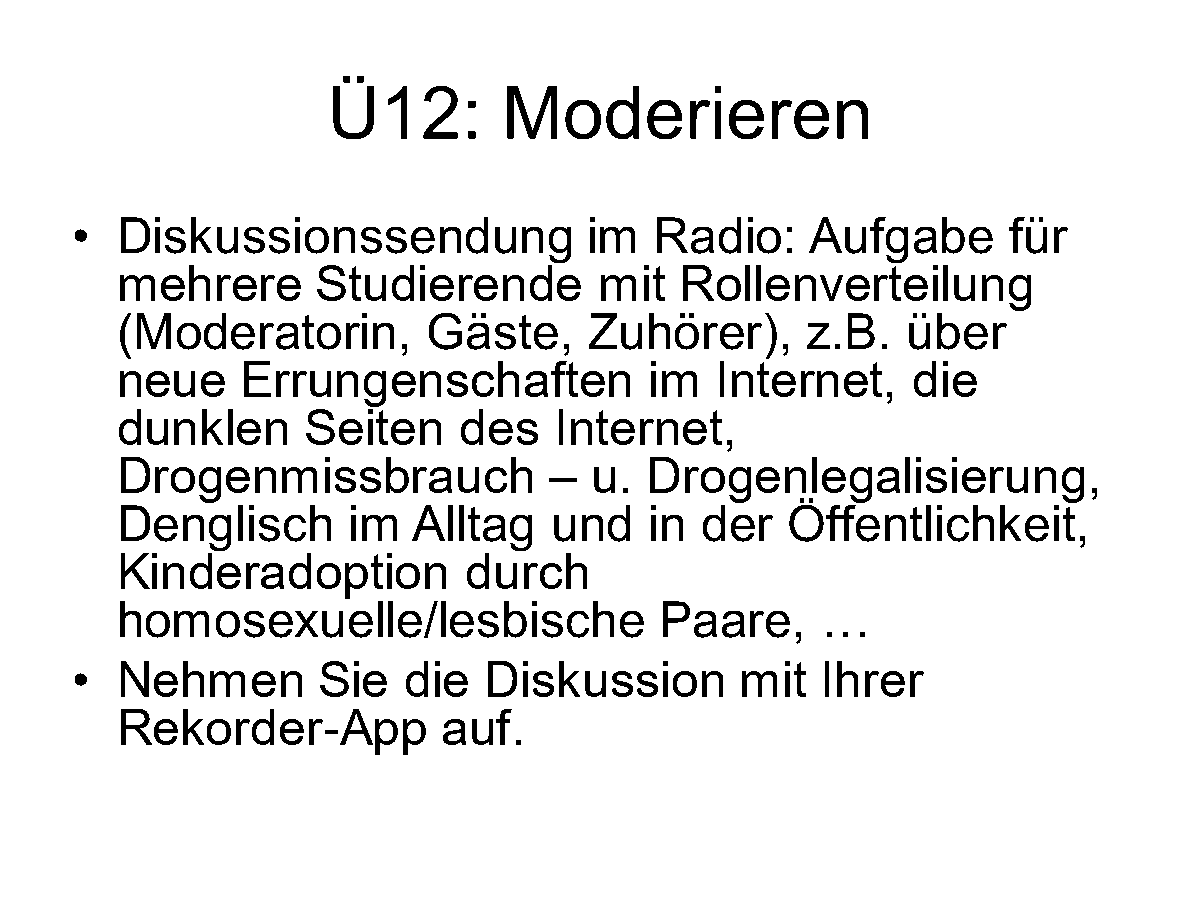 Ü12: Moderieren
• Diskussionssendung im Radio: Aufgabe für
mehrere Studierende mit Rollenverteilung
(Moderatorin, Gäste, Zuhörer), z.B. über
neue Errungenschaften im Internet, die
dunklen Seiten des Internet,
Drogenmissbrauch – u. Drogenlegalisierung,
Denglisch im Alltag und in der Öffentlichkeit,
Kinderadoption durch
homosexuelle/lesbische Paare, …
• Nehmen Sie die Diskussion mit Ihrer
Rekorder-App auf.